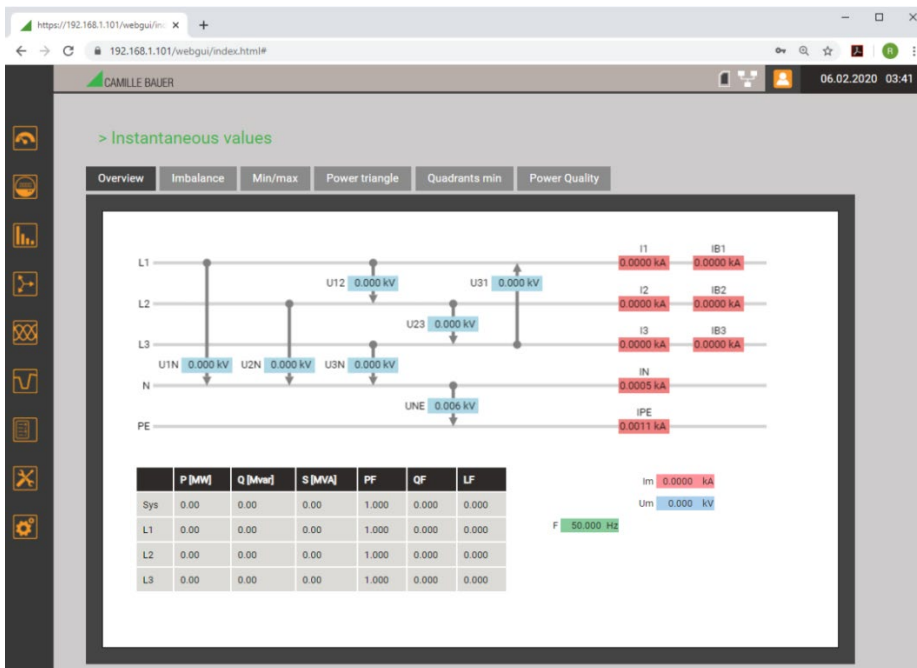 https://192.168.1.101/webgui/in
192.168.1.101/webgui/index.html#
R
CAMILLE BAUER
06.02.2020 03:41
> Instantaneous values
Overview Imbalance Min/max Power triangle Quadrants min Power Quality
I1 IB1
L1 0.0000 kA 0.0000 kA
U12 0.000 kV U31 0.000 kV
I2 IB2
L2 0.0000 kA 0.0000 kA
U23 0.000 kV
I3 IB3
L3 0.0000 kA 0.0000 kA
U1N 0.000 kV U2N 0.000 kV U3N 0.000 kV
IN
N 0.0005 kA
UNE 0.006 kV
IPE
PE 0.0011 kA
P [MW] Q [Mvar] S [MVA] PF QF LF
Sys 0.00 0.00 0.00 1.000 0.000 0.000
L1 0.00 0.00 0.00 1.000 0.000 0.000
L2 0.00 0.00 0.00 1.000 0.000 0.000
L3 0.00 0.00 0.00 1.000 0.000 0.000
Im 0.0000 kA
Um 0.000 kV
F 50.000 Hz